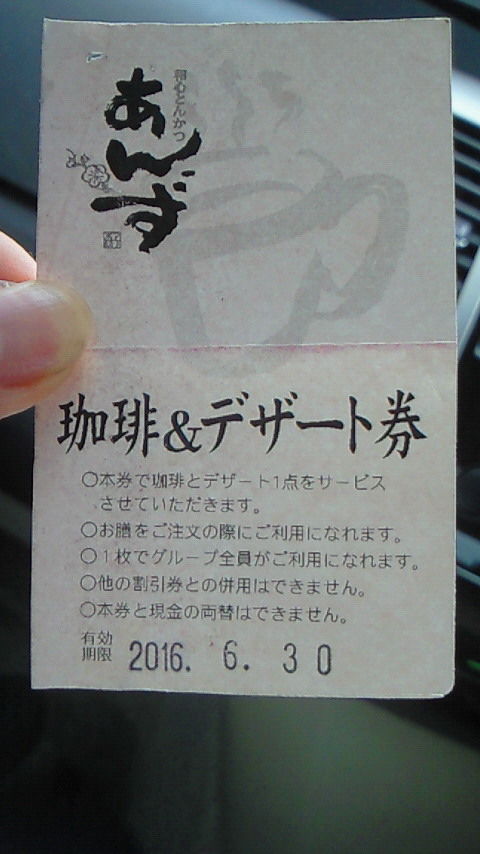 和心とんかつ
あんず
珈琲&デザート券
○本券で珈琲とデザート1点をサービス
させていただきます。
○お膳をご注文の際にご利用になれます。
○1枚でグループ全員がご利用になれます。
○他の割引券との併用はできません。
○本券と現金の両替はできません。
有効
期限 2016. 6. 30